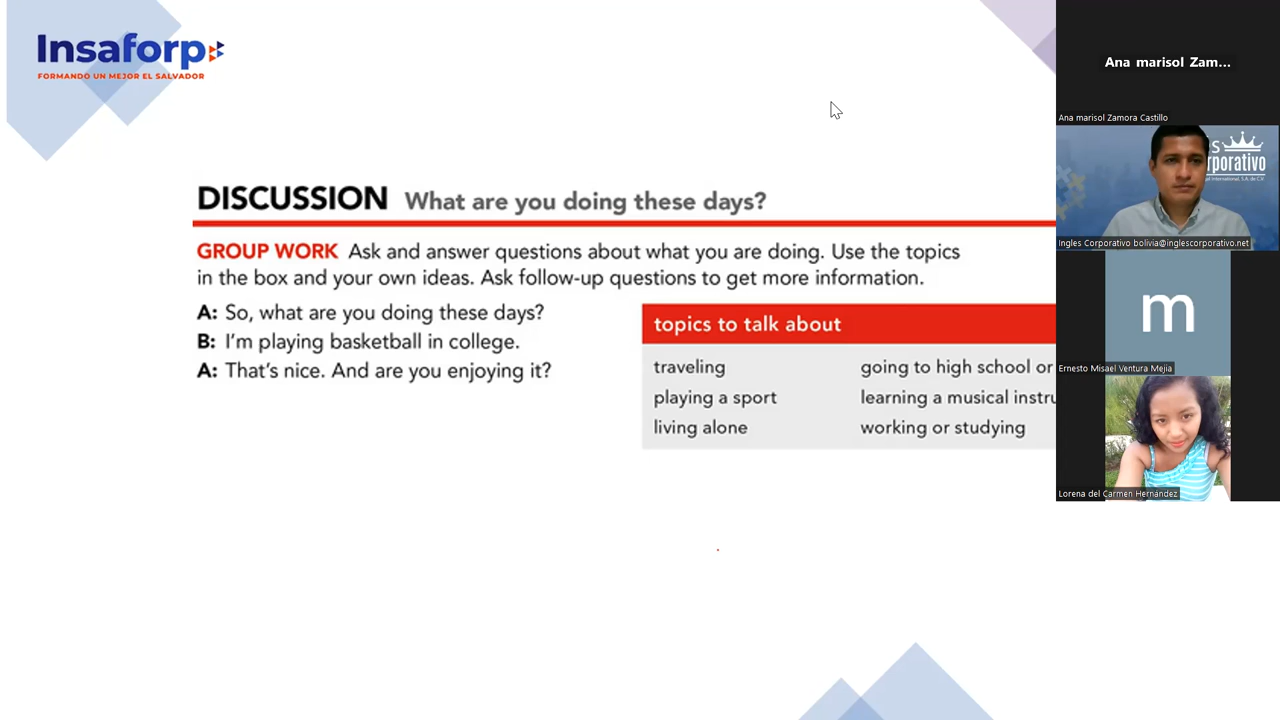 Insaforp
FORMANDO UN MEJOR EL SALVADOR
DISCUSSION What are you doing these days?
GROUP WORK Ask and answer questions about what you are doing. Use the topics
in the box and your own ideas. Ask follow-up questions to get more information.
A: So, what are you doing these days?
B: I'm playing basketball in college.
A: That's nice. And are you enjoying it?
topics to talk about
traveling going to high school or
playing a sport learning a musical instru
living alone working or studying
Ana marisol Zam...
Ana marisol Zamora Castillo
Ingles Corporativo bolivia@inglescorporativo.net
m
Ernesto Misael Ventura Mejia
Lorena del Carmen Hernández